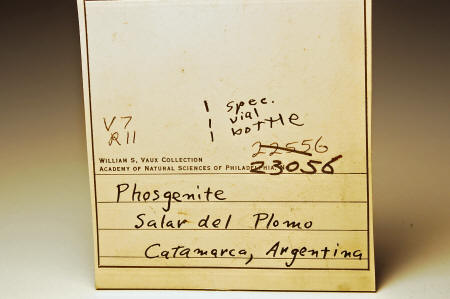 1 spec.
1 vial
1 bottle
V7
R11
22556
WILLIAM S. VAUX COLLECTION
ACADEMY OF NATURAL SCIENCES OF PHILADELPHIA, N
23056
Phosgenite
Salar del Plomo
Catamarca, Argentina